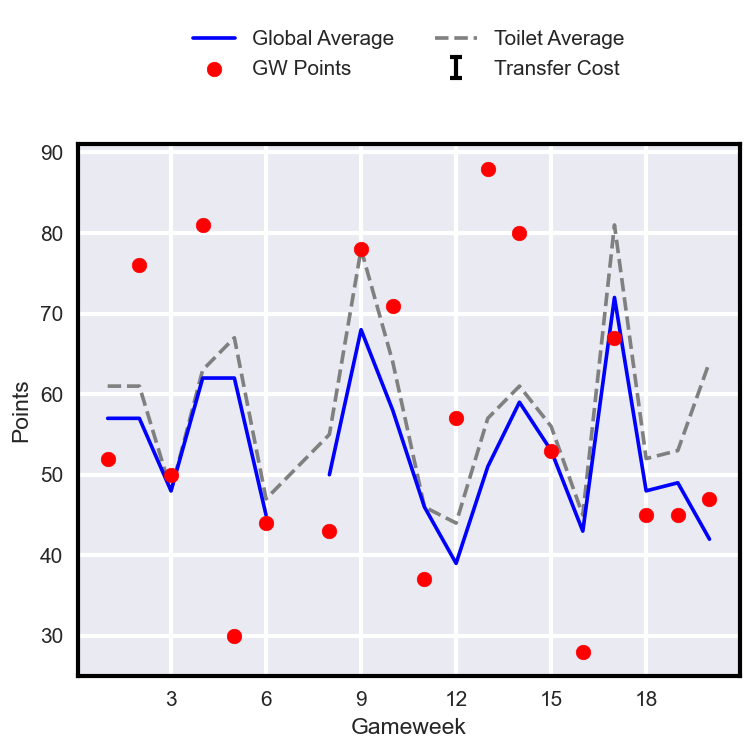 Global Average
GW Points
Toilet Average
Transfer Cost
90
80
70
60
50
40
30
Points
3 6 9 12 15 18
Gameweek